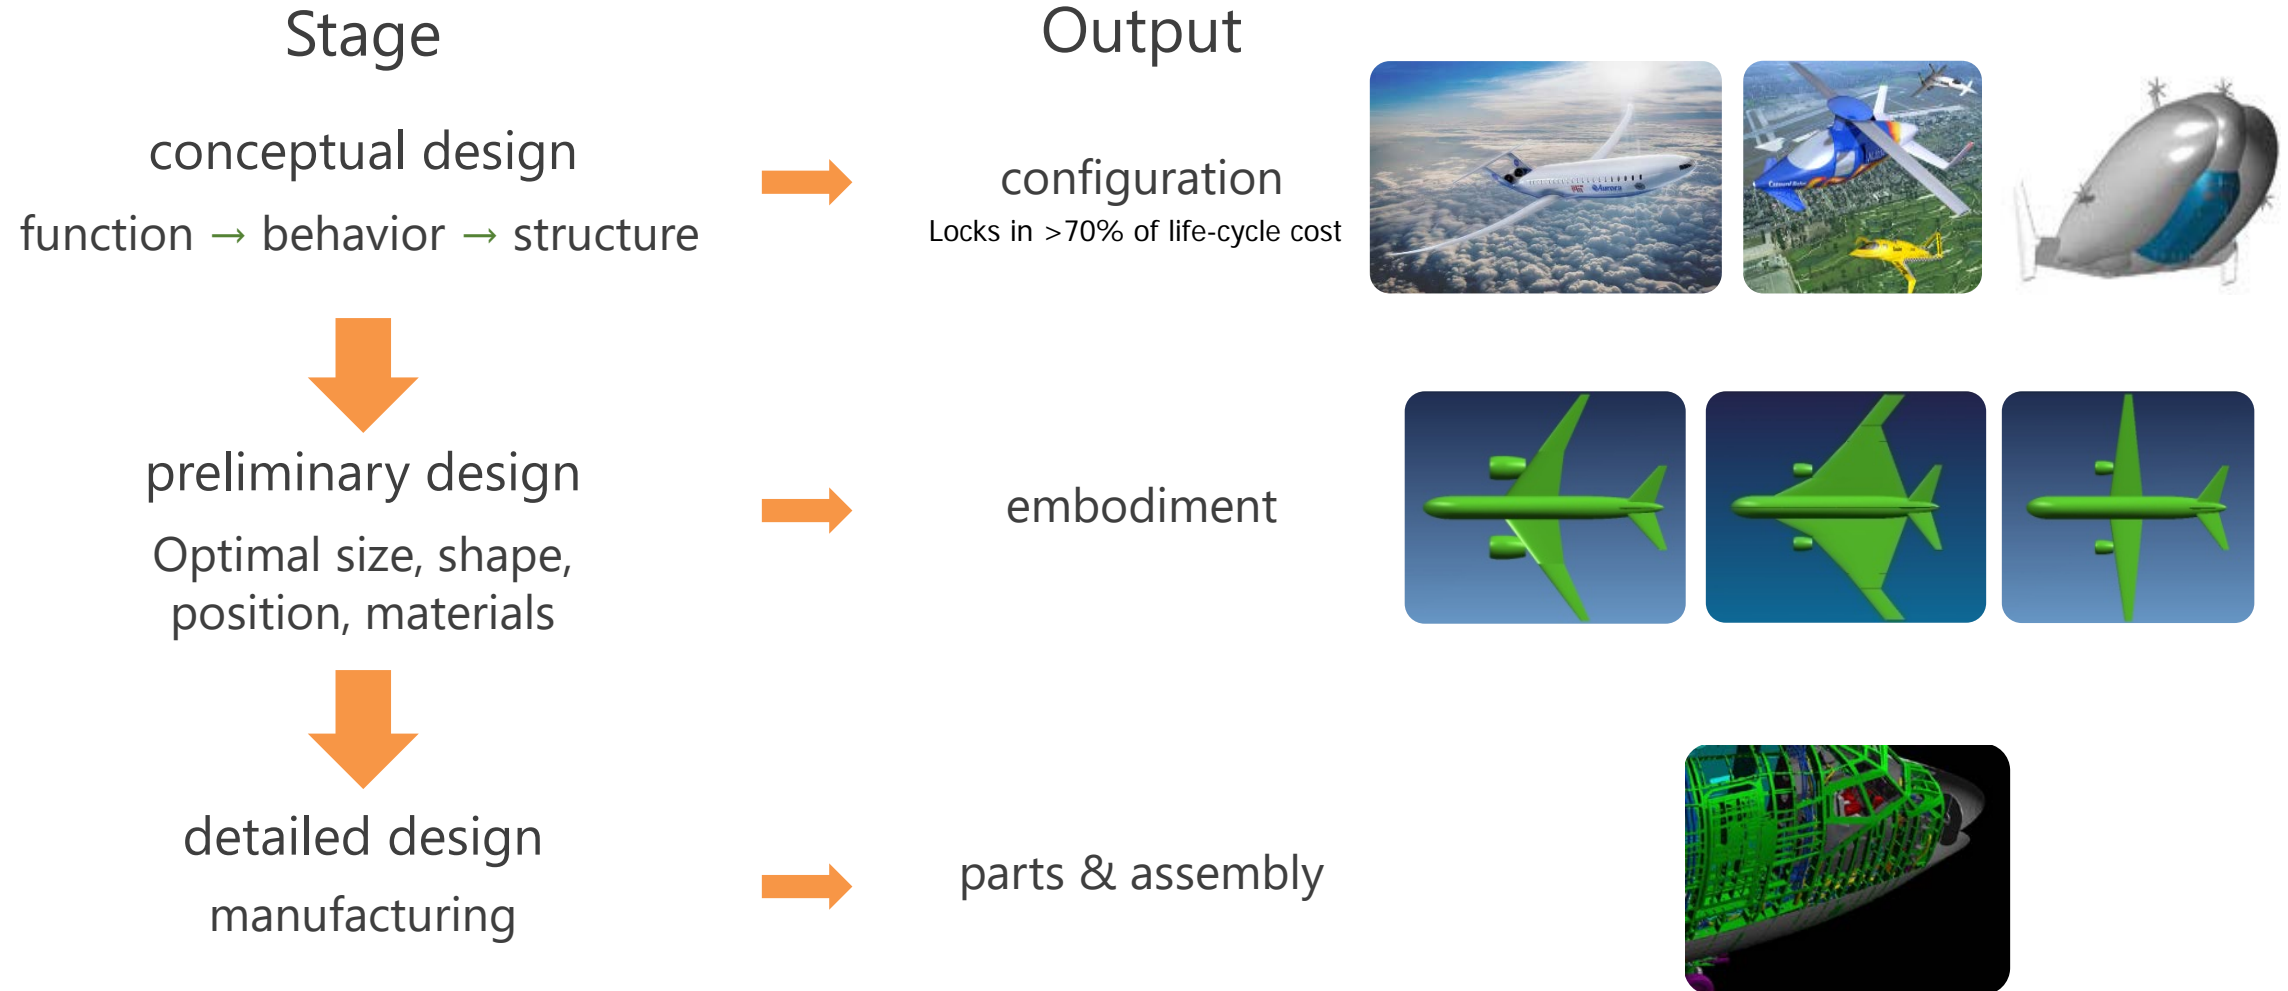 Stage
Output
conceptual design
function → behavior → structure
configuration
Locks in >70% of life-cycle cost
Aurora
preliminary design
Optimal size, shape,
position, materials
embodiment
detailed design
manufacturing
parts & assembly